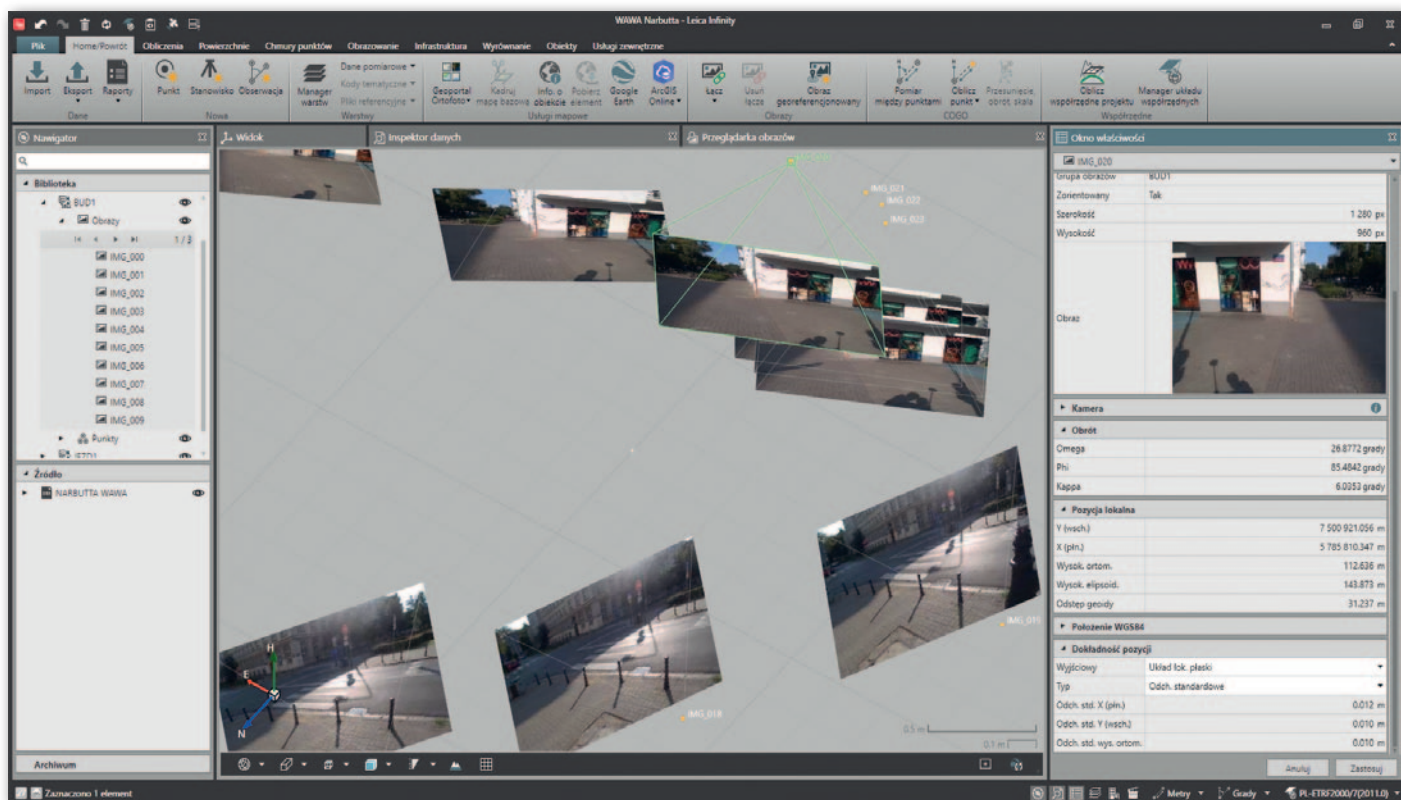 WAWA Narbutta - Leica Infinity
Plik Home/Powrót Obliczenia Powierzchnie Chmury punktów Obrazowanie Infrastruktura Wyrównanie Obiekty Usługi zewnętrzne
Import Eksport Raporty
Dane
Punkt Stanowisko Obserwacja
Nowa
Manager warstw
Dane pomiarowe
Kody tematyczne
Pliki referencyjne
Warstwy
Geoportal Ortofoto
Kadruj mapę bazową
Info. o obiekcie
Pobierz element
Google Earth
ArcGIS Online
Usługi mapowe
Łącz
Usuń łącze
Obraz georeferencjonowany
Obrazy
Pomiar między punktami
Oblicz punkt
Przesunięcie, obrót, skala
COGO
Oblicz współrzędne projektu
Manager układu współrzędnych
Współrzędne
Nawigator
Biblioteka
BUD1
Obrazy
1 / 3
IMG_000
IMG_001
IMG_002
IMG_003
IMG_004
IMG_005
IMG_006
IMG_007
IMG_008
IMG_009
Punkty
Źródło
NARBUTTA WAWA
Archiwum
Widok
Inspektor danych
Przeglądarka obrazów
IMG_021
IMG_022
IMG_023
IMG_019
IMG_018
H
E
N
0.5 m
0.1 m
Okno właściwości
IMG_020
Grupa obrazów BUD1
Zorientowany Tak
Szerokość 1 280 px
Wysokość 960 px
Obraz
Kamera
Obrót
Omega 26.8772 grady
Phi 85.4842 grady
Kappa 6.0353 grady
Pozycja lokalna
Y (wsch.) 7 500 921.056 m
X (płn.) 5 785 810.347 m
Wysok. ortom. 112.636 m
Wysok. elipsoid. 143.873 m
Odstęp geoidy 31.237 m
Położenie WGS84
Dokładność pozycji
Wyjściowy Układ lok. płaski
Typ Odch. standardowe
Odch. std. X (płn.) 0.012 m
Odch. std. Y (wsch.) 0.010 m
Odch. std. wys. ortom. 0.010 m
Anuluj Zastosuj
Zaznaczono 1 element
Metry Grady PL-ETRF2000/7(2011.0)